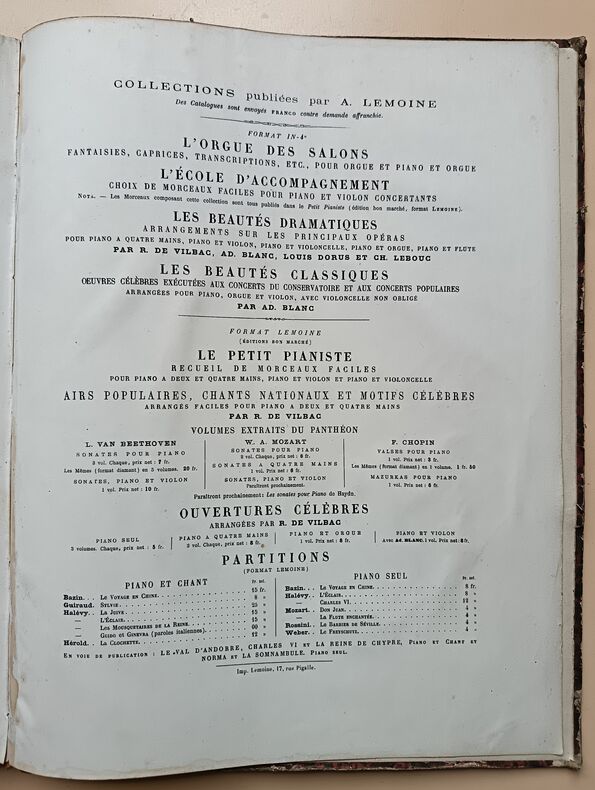 COLLECTIONS publiées par A. LEMOINE
Des Catalogues sont envoyés FRANCO contre demande affranchie.
FORMAT IN-4°
L'ORGUE DES SALONS
FANTAISIES, CAPRICES, TRANSCRIPTIONS, ETC., POUR ORGUE ET PIANO ET ORGUE
L'ÉCOLE D'ACCOMPAGNEMENT
CHOIX DE MORCEAUX FACILES POUR PIANO ET VIOLON CONCERTANTS
NOTA. — Les Morceaux composant cette collection sont tous publiés dans le Petit Pianiste (édition bon marché, format LEMOINE).
LES BEAUTÉS DRAMATIQUES
ARRANGEMENTS SUR LES PRINCIPAUX OPÉRAS
POUR PIANO A QUATRE MAINS, PIANO ET VIOLON, PIANO ET VIOLONCELLE, PIANO ET ORGUE, PIANO ET FLUTE
PAR R. DE VILBAC, AD. BLANC, LOUIS DORUS ET CH. LEBOUC
LES BEAUTÉS CLASSIQUES
OEUVRES CÉLÈBRES EXÉCUTÉES AUX CONCERTS DU CONSERVATOIRE ET AUX CONCERTS POPULAIRES
ARRANGÉES POUR PIANO, ORGUE ET VIOLON, AVEC VIOLONCELLE NON OBLIGÉ
PAR AD. BLANC
FORMAT LEMOINE
(ÉDITIONS BON MARCHÉ)
LE PETIT PIANISTE
RECUEIL DE MORCEAUX FACILES
POUR PIANO A DEUX ET QUATRE MAINS, PIANO ET VIOLON ET PIANO ET VIOLONCELLE
AIRS POPULAIRES, CHANTS NATIONAUX ET MOTIFS CÉLÈBRES
ARRANGÉS FACILES POUR PIANO A DEUX ET QUATRE MAINS
PAR R. DE VILBAC
VOLUMES EXTRAITS DU PANTHÉON
L. VAN BEETHOVEN
SONATES POUR PIANO
3 vol. Chaque, prix net : 7 fr.
Les Mêmes (format diamant) en 5 volumes. 20 fr.
SONATES, PIANO ET VIOLON
1 vol. Prix net : 10 fr.
W. A. MOZART
SONATES POUR PIANO
2 vol. Chaque, prix net : 6 fr.
SONATES A QUATRE MAINS
1 vol. Prix net : 6 fr.
SONATES, PIANO ET VIOLON
Paraîtront prochainement.
F. CHOPIN
VALSES POUR PIANO
1 vol. Prix net : 3 fr.
Les Mêmes (format diamant) en 1 volume. 1 fr. 50
MAZURKAS POUR PIANO
1 vol. Prix net : 6 fr.
Paraîtront prochainement: Les sonates pour Piano de Haydn.
OUVERTURES CÉLÈBRES
ARRANGÉES PAR R. DE VILBAC
PIANO SEUL
3 volumes. Chaque, prix net : 5 fr.
PIANO A QUATRE MAINS
3 vol. Chaque, prix net : 8 fr.
PIANO ET ORGUE
1 vol. Prix net : 8 fr.
PIANO ET VIOLON
Avec Ad. BLANC, 1 vol. Prix net : 8 fr.
PARTITIONS
(FORMAT LEMOINE)
PIANO ET CHANT
Pr. net.
Bazin. . . LE VOYAGE EN CHINE. 15 fr.
Guiraud. SYLVIE 8 »
Halévy. . LA JUIVE 25 »
— L'ÉCLAIR. 15 »
— LES MOUSQUETAIRES DE LA REINE. 15 »
— GUIDO ET GINEVRA (paroles italiennes)
Hérold. . LA CLOCHETTE. 12 »
PIANO SEUL
Pr. net.
Bazin. . . LE VOYAGE EN CHINE. 8 fr.
Halévy. . L'ÉCLAIR. 8 »
— CHARLES VI 12 »
Mozart. . DON JUAN. 4 »
— LA FLUTE ENCHANTÉE. 4 »
Rossini. . LE BARBIER DE SÉVILLE. 4 »
Weber. . LE FREYSCHUTZ. 4 »
EN VOIE DE PUBLICATION : LE VAL D'ANDORRE, CHARLES VI ET LA REINE DE CHYPRE, PIANO ET CHANT ET
NORMA ET LA SOMNAMBULE. PIANO SEUL.
Imp. Lemoine, 17, rue Pigalle.